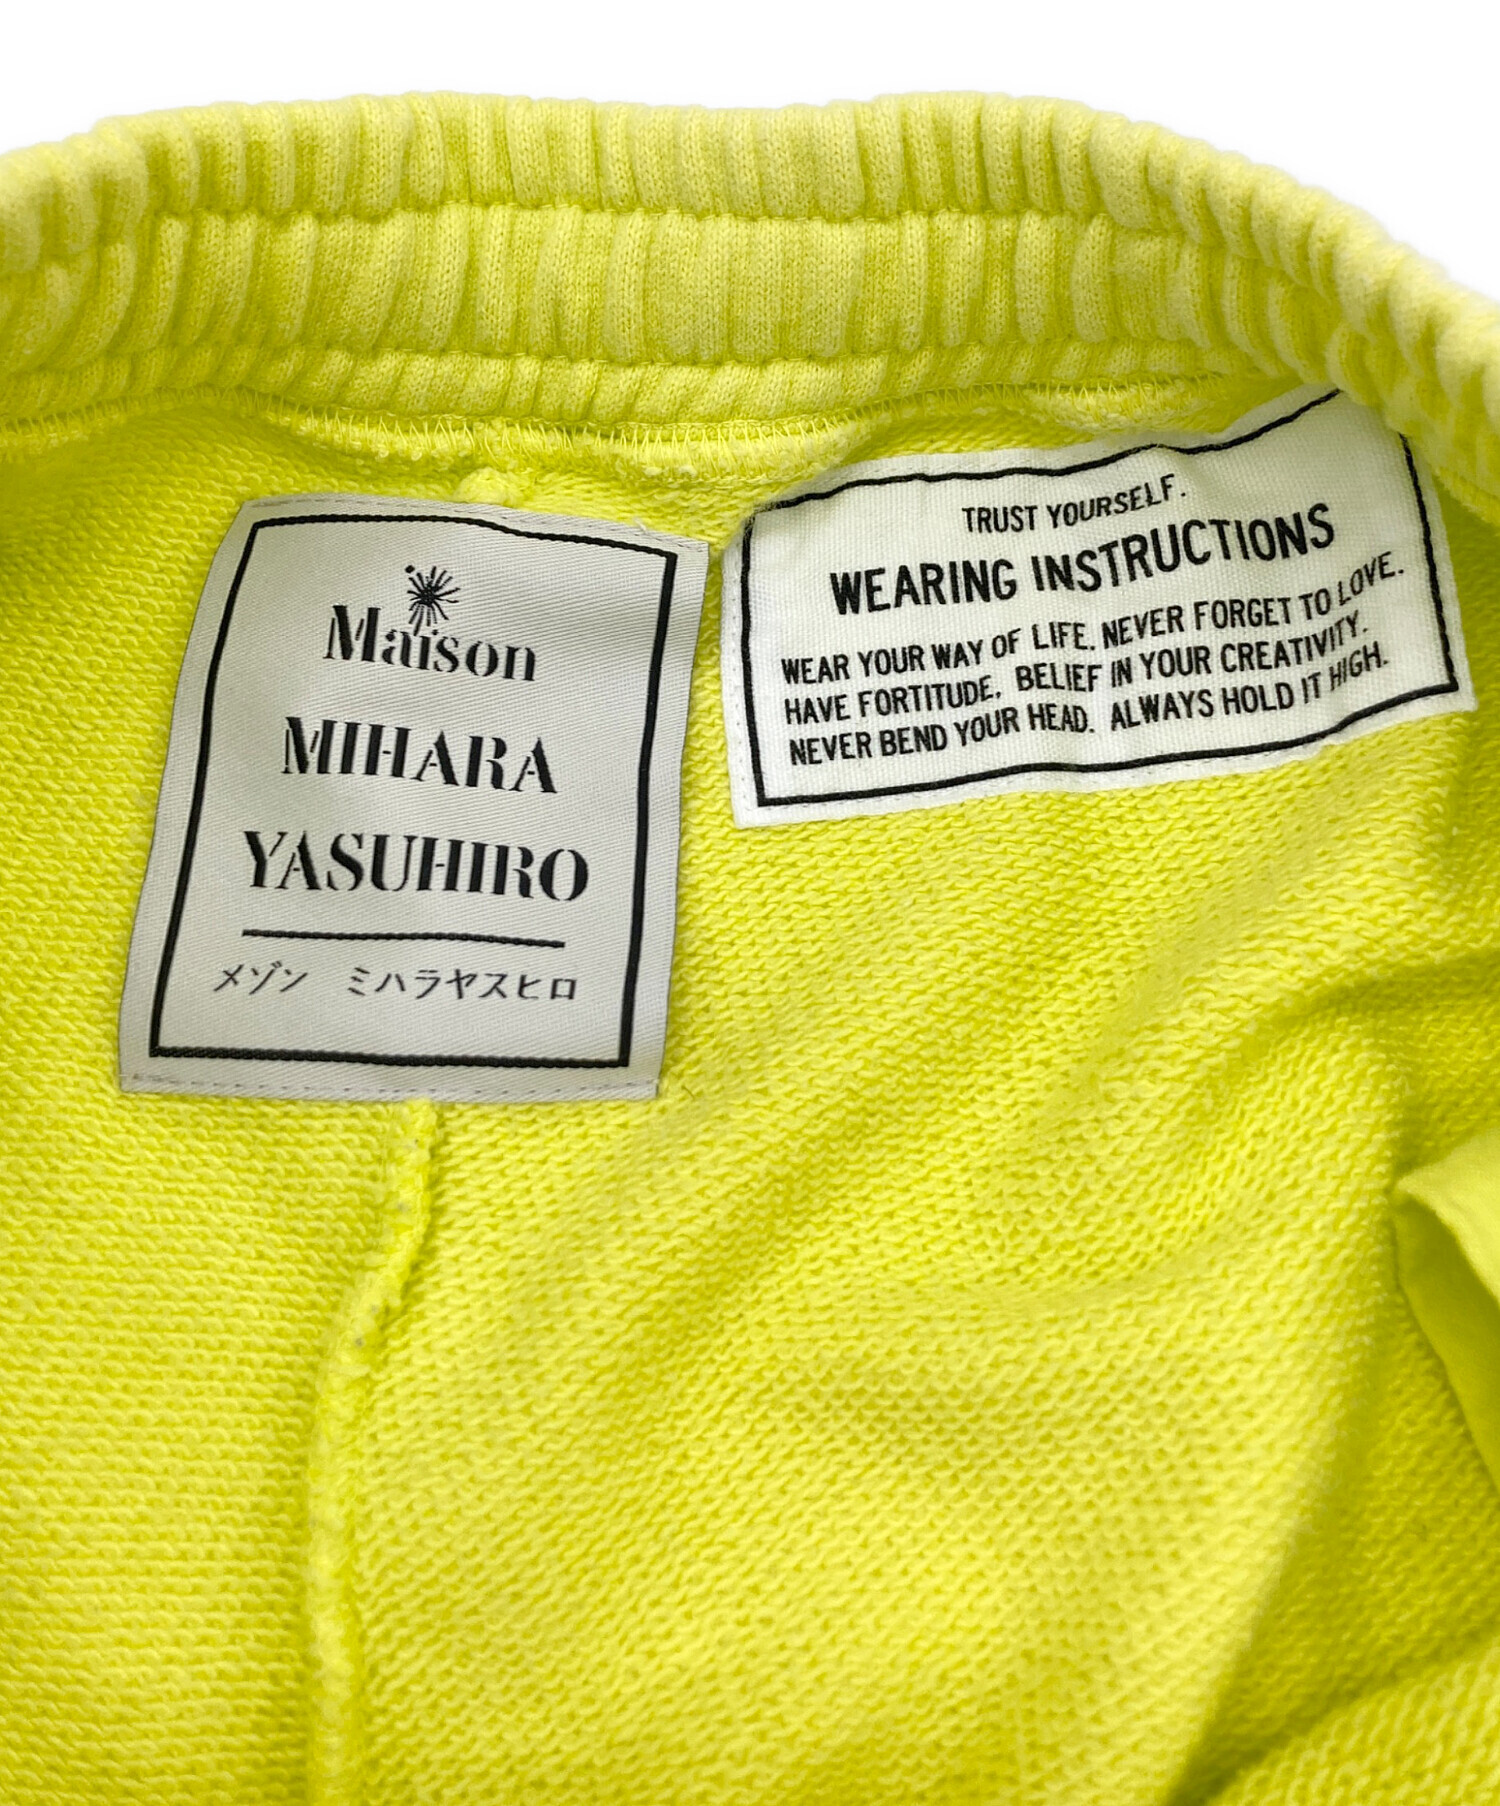 Maison
MIHARA
YASUHIRO
メゾン ミハラヤスヒロ
TRUST YOURSELF.
WEARING INSTRUCTIONS
WEAR YOUR WAY OF LIFE. NEVER FORGET TO LOVE.
HAVE FORTITUDE. BELIEF IN YOUR CREATIVITY.
NEVER BEND YOUR HEAD. ALWAYS HOLD IT HIGH.